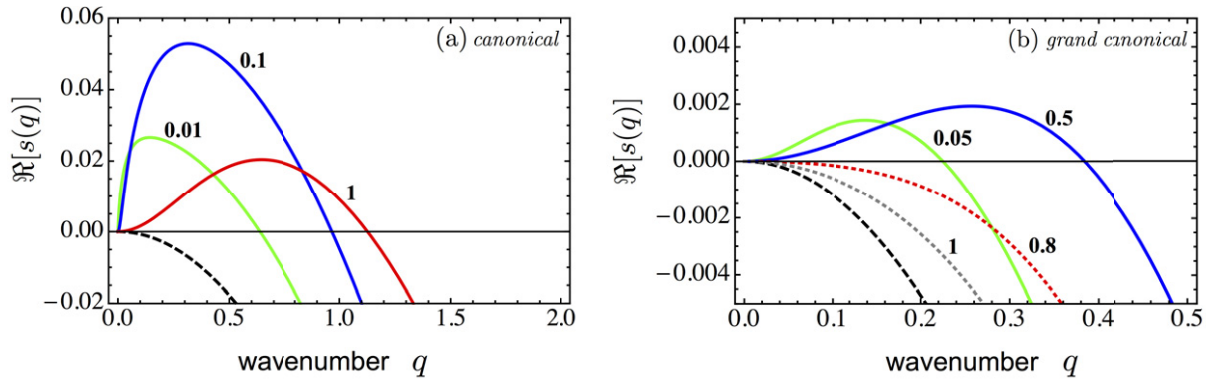 (a) canonical
0.06
0.04
0.02
0.00
−0.02
ℜ[s(q)]
0.1
0.01
1
0.0 0.5 1.0 1.5 2.0
wavenumber q
(b) grand cınonical
0.004
0.002
0.000
−0.002
−0.004
ℜ[s(q)]
0.5
0.05
1
0.8
0.0 0.1 0.2 0.3 0.4 0.5
wavenumber q